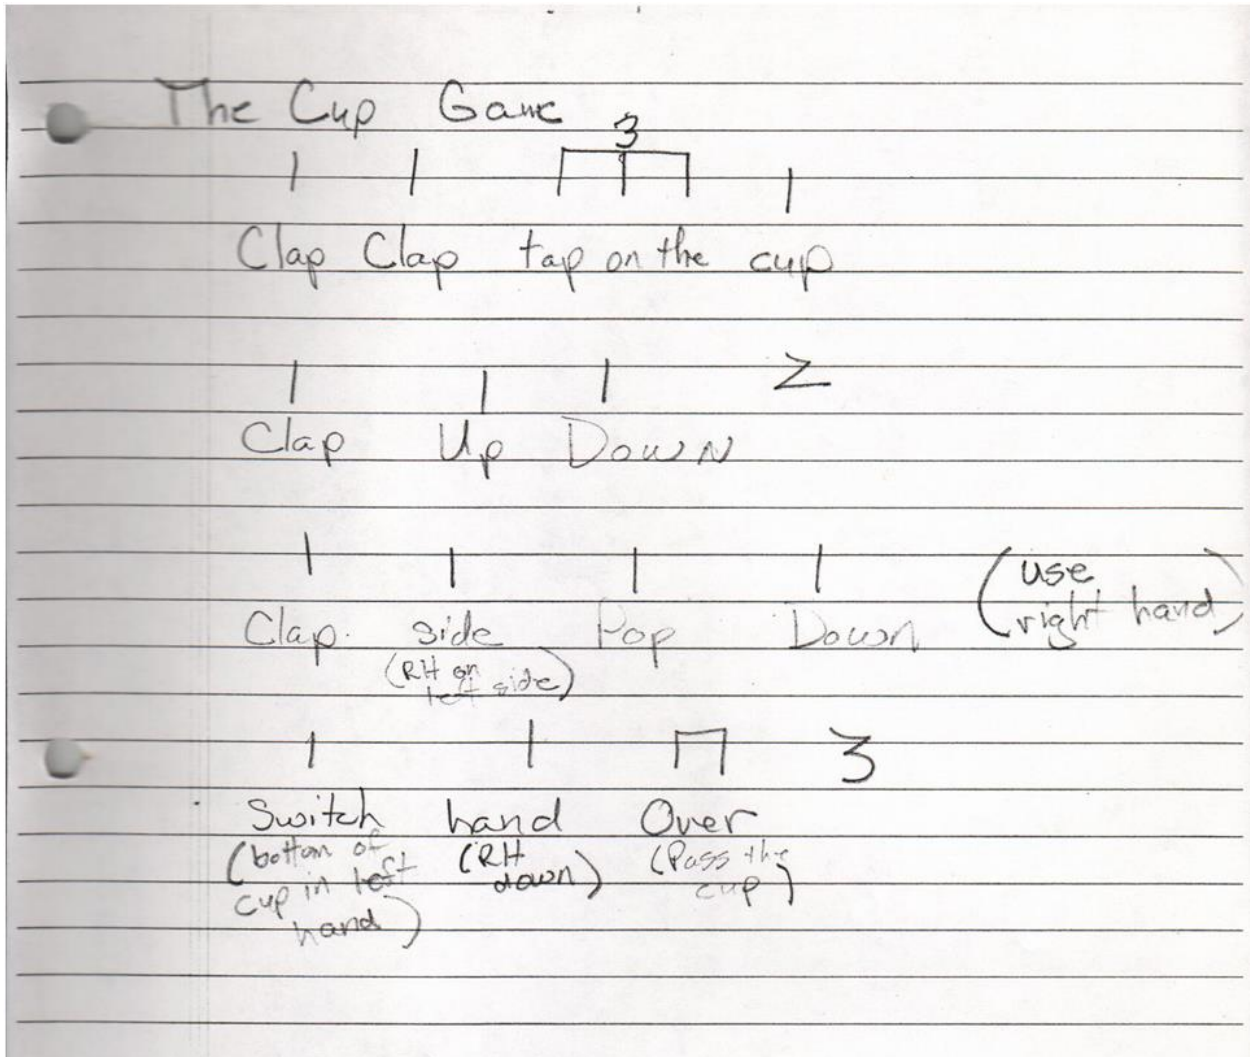 The Cup Game
3
Clap Clap tap on the cup
Clap Up Down
Clap side Pop Down (use right hand)
(RH on left side)
Switch hand Over
(bottom of cup in left hand) (RH down) (Pass the cup)